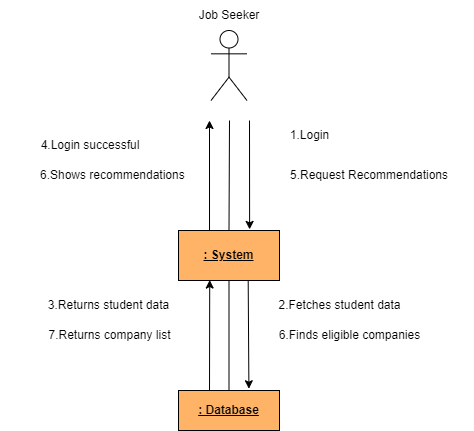 Job Seeker
4.Login successful
1.Login
6.Shows recommendations
5.Request Recommendations
: System
3.Returns student data
2.Fetches student data
7.Returns company list
6.Finds eligible companies
: Database